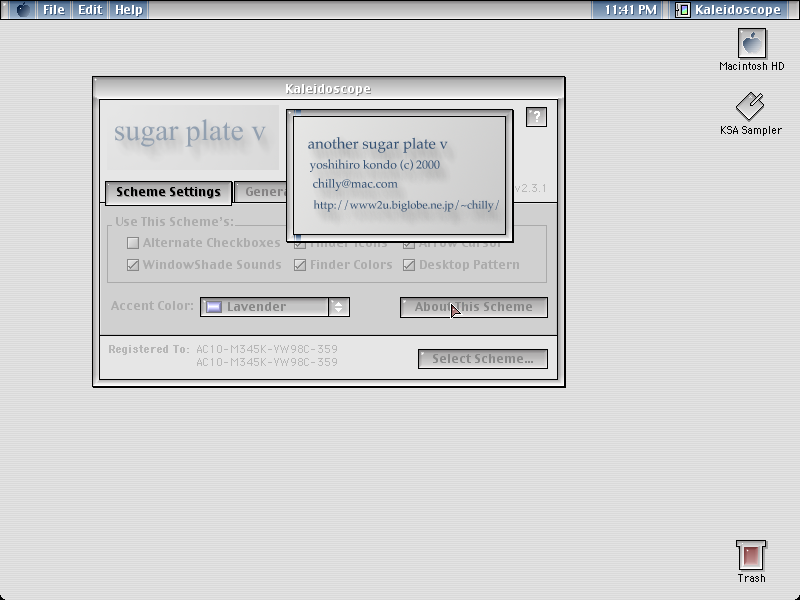 File Edit Help 11:41 PM Kaleidoscope
Macintosh HD
KSA Sampler
Kaleidoscope
sugar plate v
?
another sugar plate v
yoshihiro kondo (c) 2000
chilly@mac.com
http://www2u.biglobe.ne.jp/~chilly/
Scheme Settings
v2.3.1
Use This Scheme's:
Alternate Checkboxes Finder Icons Arrow Cursor
WindowShade Sounds Finder Colors Desktop Pattern
Accent Color: Lavender About This Scheme
Registered To: AC10-M345K-YW98C-359
AC10-M345K-YW98C-359
Select Scheme...
Trash